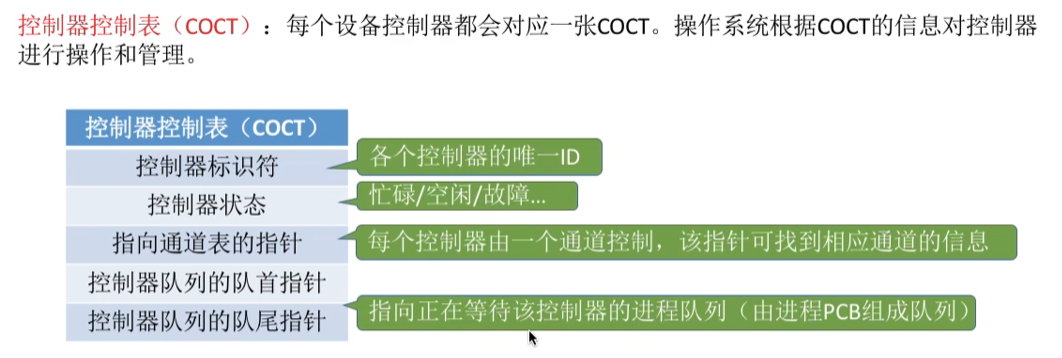 控制器控制表（COCT）：每个设备控制器都会对应一张COCT。操作系统根据COCT的信息对控制器
进行操作和管理。
控制器控制表（COCT）
控制器标识符
各个控制器的唯一ID
控制器状态
忙碌/空闲/故障...
指向通道表的指针
每个控制器由一个通道控制，该指针可找到相应通道的信息
控制器队列的队首指针
控制器队列的队尾指针
指向正在等待该控制器的进程队列（由进程PCB组成队列）